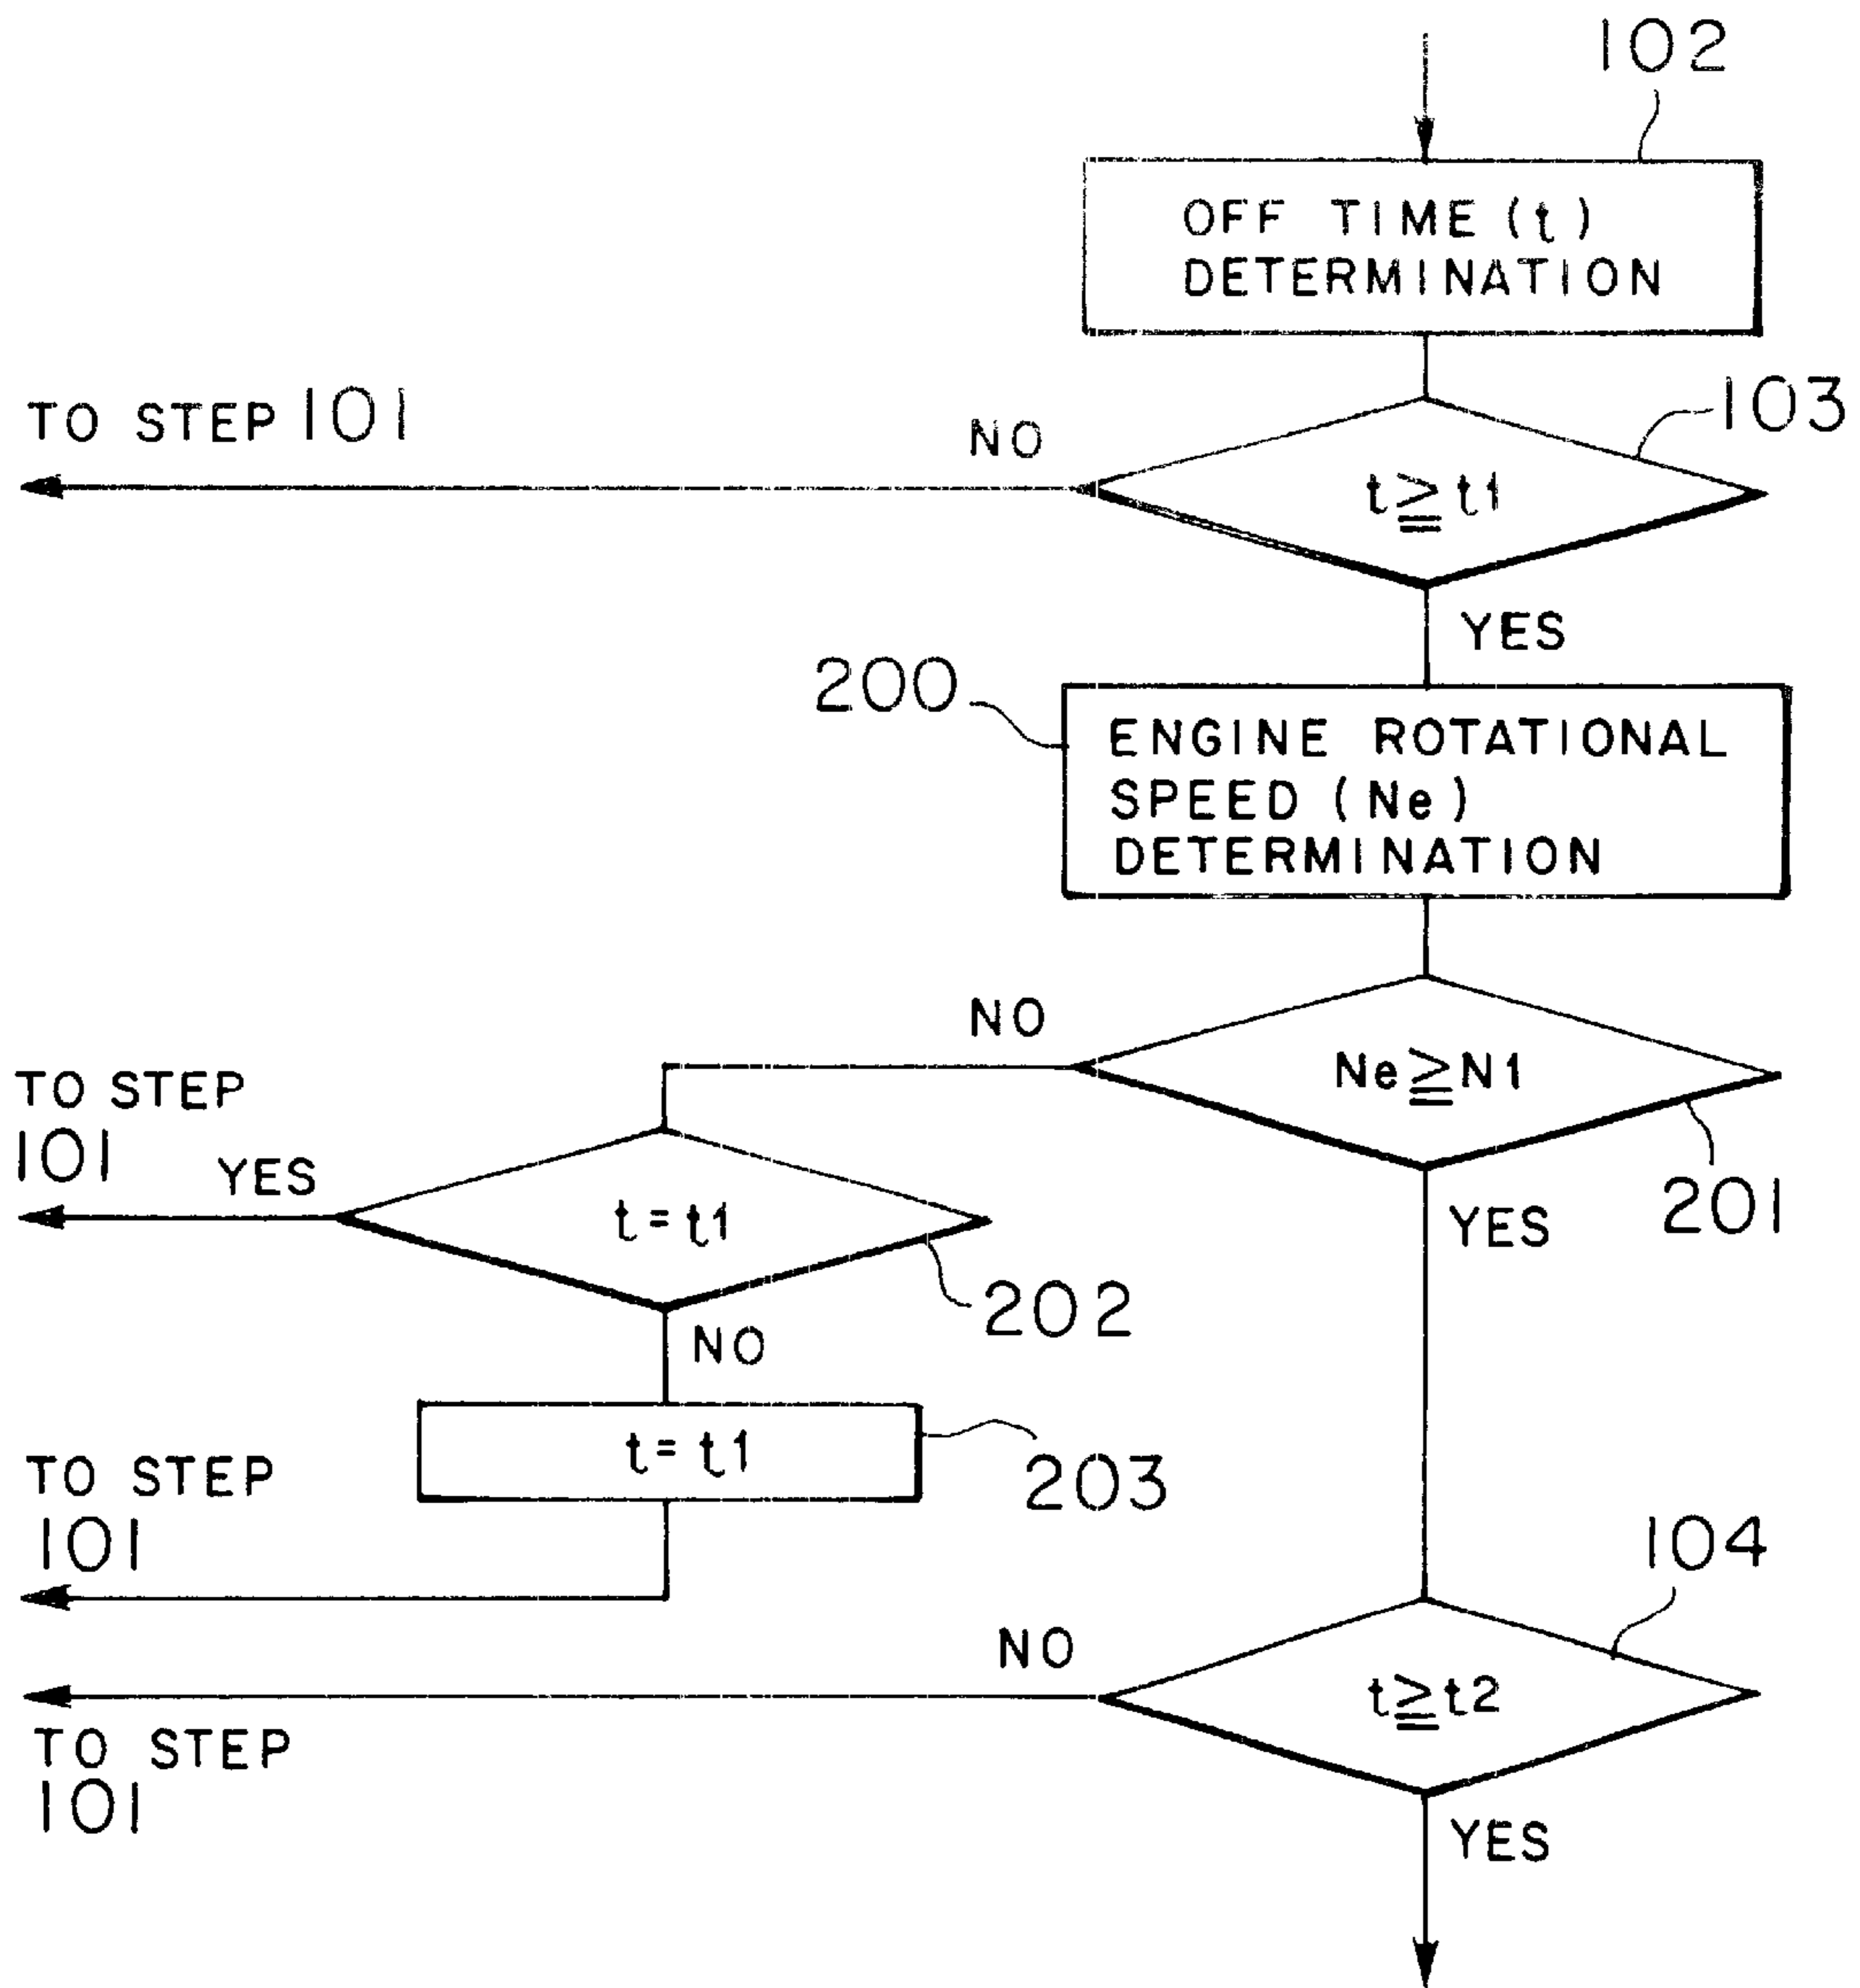 102
OFF TIME (t)
DETERMINATION
TO STEP 101
NO
103
t ≧ t1
YES
200
ENGINE ROTATIONAL
SPEED (Ne)
DETERMINATION
NO
Ne ≧ N1
TO STEP
101
YES
201
t = t1
YES
202
NO
t = t1
203
TO STEP
101
104
NO
t ≧ t2
TO STEP
101
YES